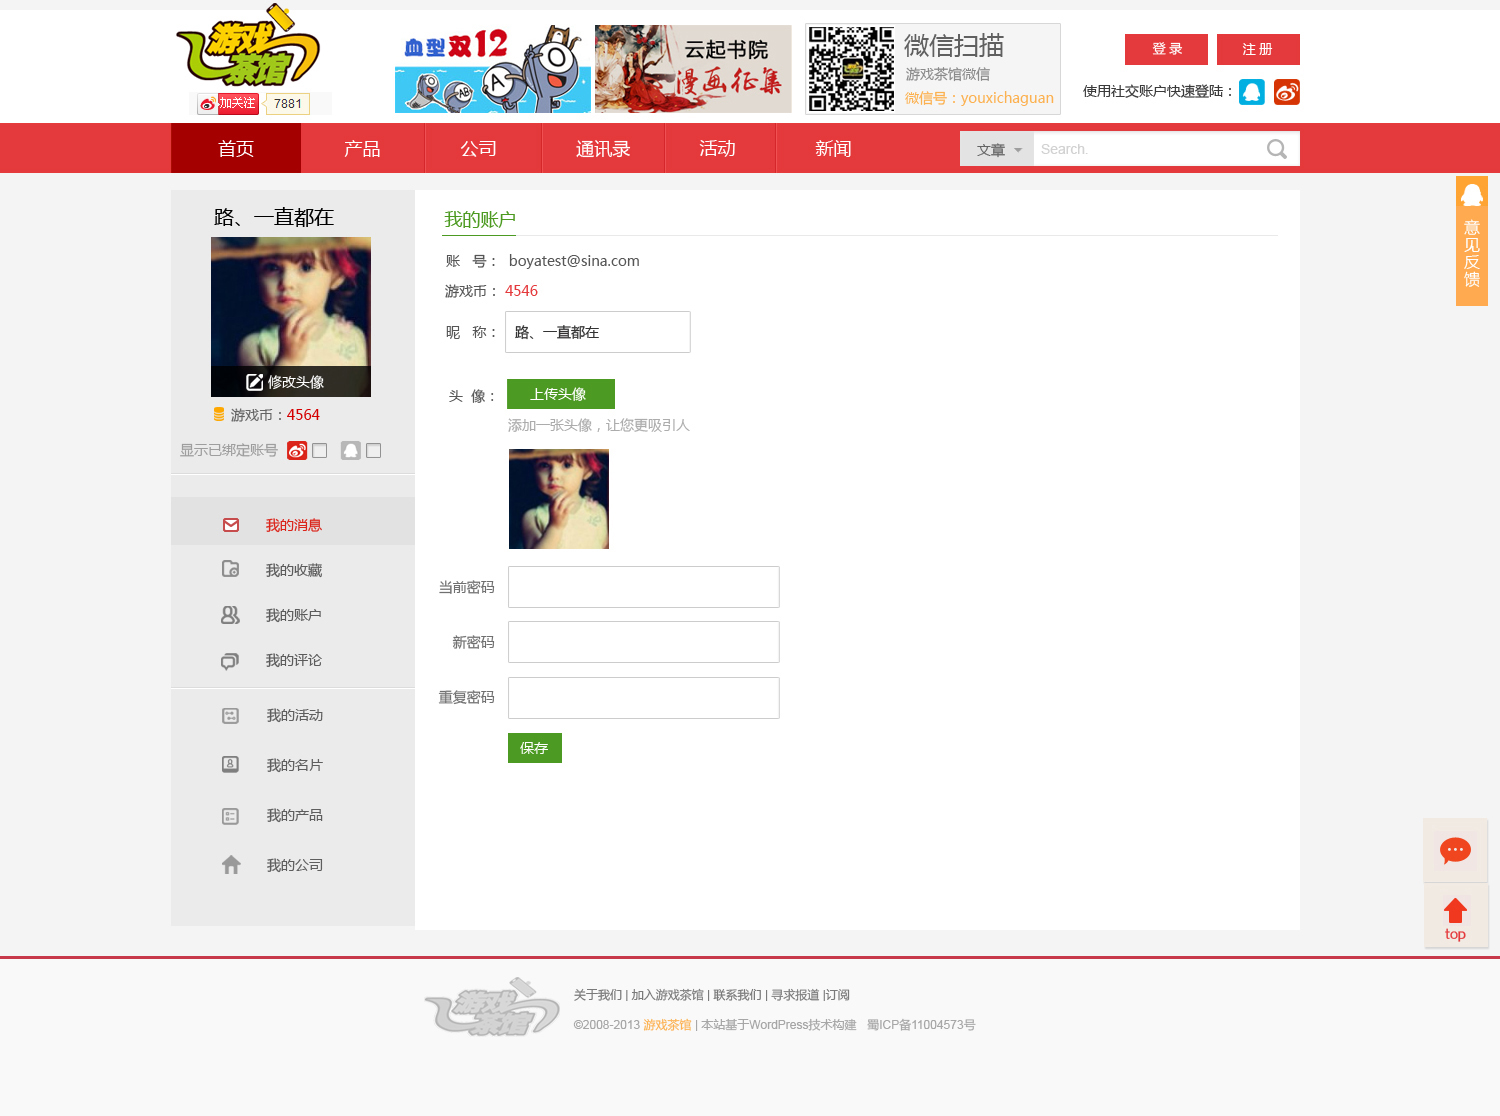 游戏茶馆
加关注 7881
血型双12
云起书院
漫画征集
微信扫描
游戏茶馆微信
微信号：youxichaguan
登录 注册
使用社交账户快速登陆：
首页 产品 公司 通讯录 活动 新闻 文章 Search.
路、一直都在
修改头像
游戏币：4564
显示已绑定账号
我的消息
我的收藏
我的账户
我的评论
我的活动
我的名片
我的产品
我的公司
我的账户
账 号： boyatest@sina.com
游戏币： 4546
昵 称： 路、一直都在
头 像： 上传头像
添加一张头像，让您更吸引人
当前密码
新密码
重复密码
保存
意见反馈
top
游戏茶馆
关于我们 | 加入游戏茶馆 | 联系我们 | 寻求报道 |订阅
©2008-2013 游戏茶馆 | 本站基于WordPress技术构建 蜀ICP备11004573号